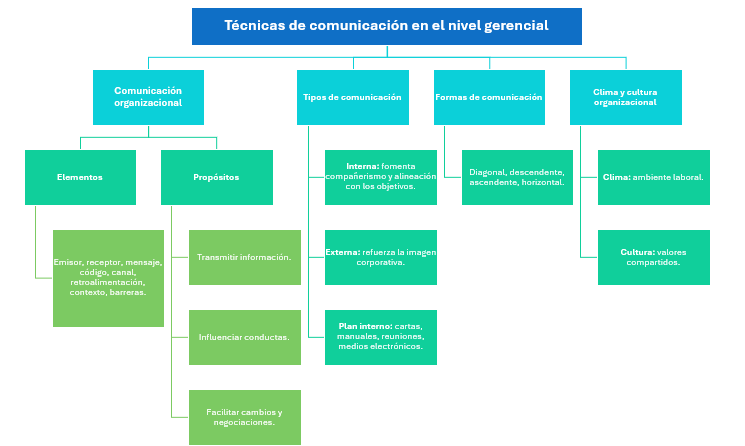 Técnicas de comunicación en el nivel gerencial
Comunicación
organizacional
Tipos de comunicación
Formas de comunicación
Clima y cultura
organizacional
Elementos
Propósitos
Interna: fomenta
compañerismo y alineación
con los objetivos.
Diagonal, descendente,
ascendente, horizontal.
Clima: ambiente laboral.
Emisor, receptor, mensaje,
código, canal,
retroalimentación,
contexto, barreras.
Transmitir información.
Externa: refuerza la imagen
corporativa.
Cultura: valores
compartidos.
Influenciar conductas.
Plan interno: cartas,
manuales, reuniones,
medios electrónicos.
Facilitar cambios y
negociaciones.